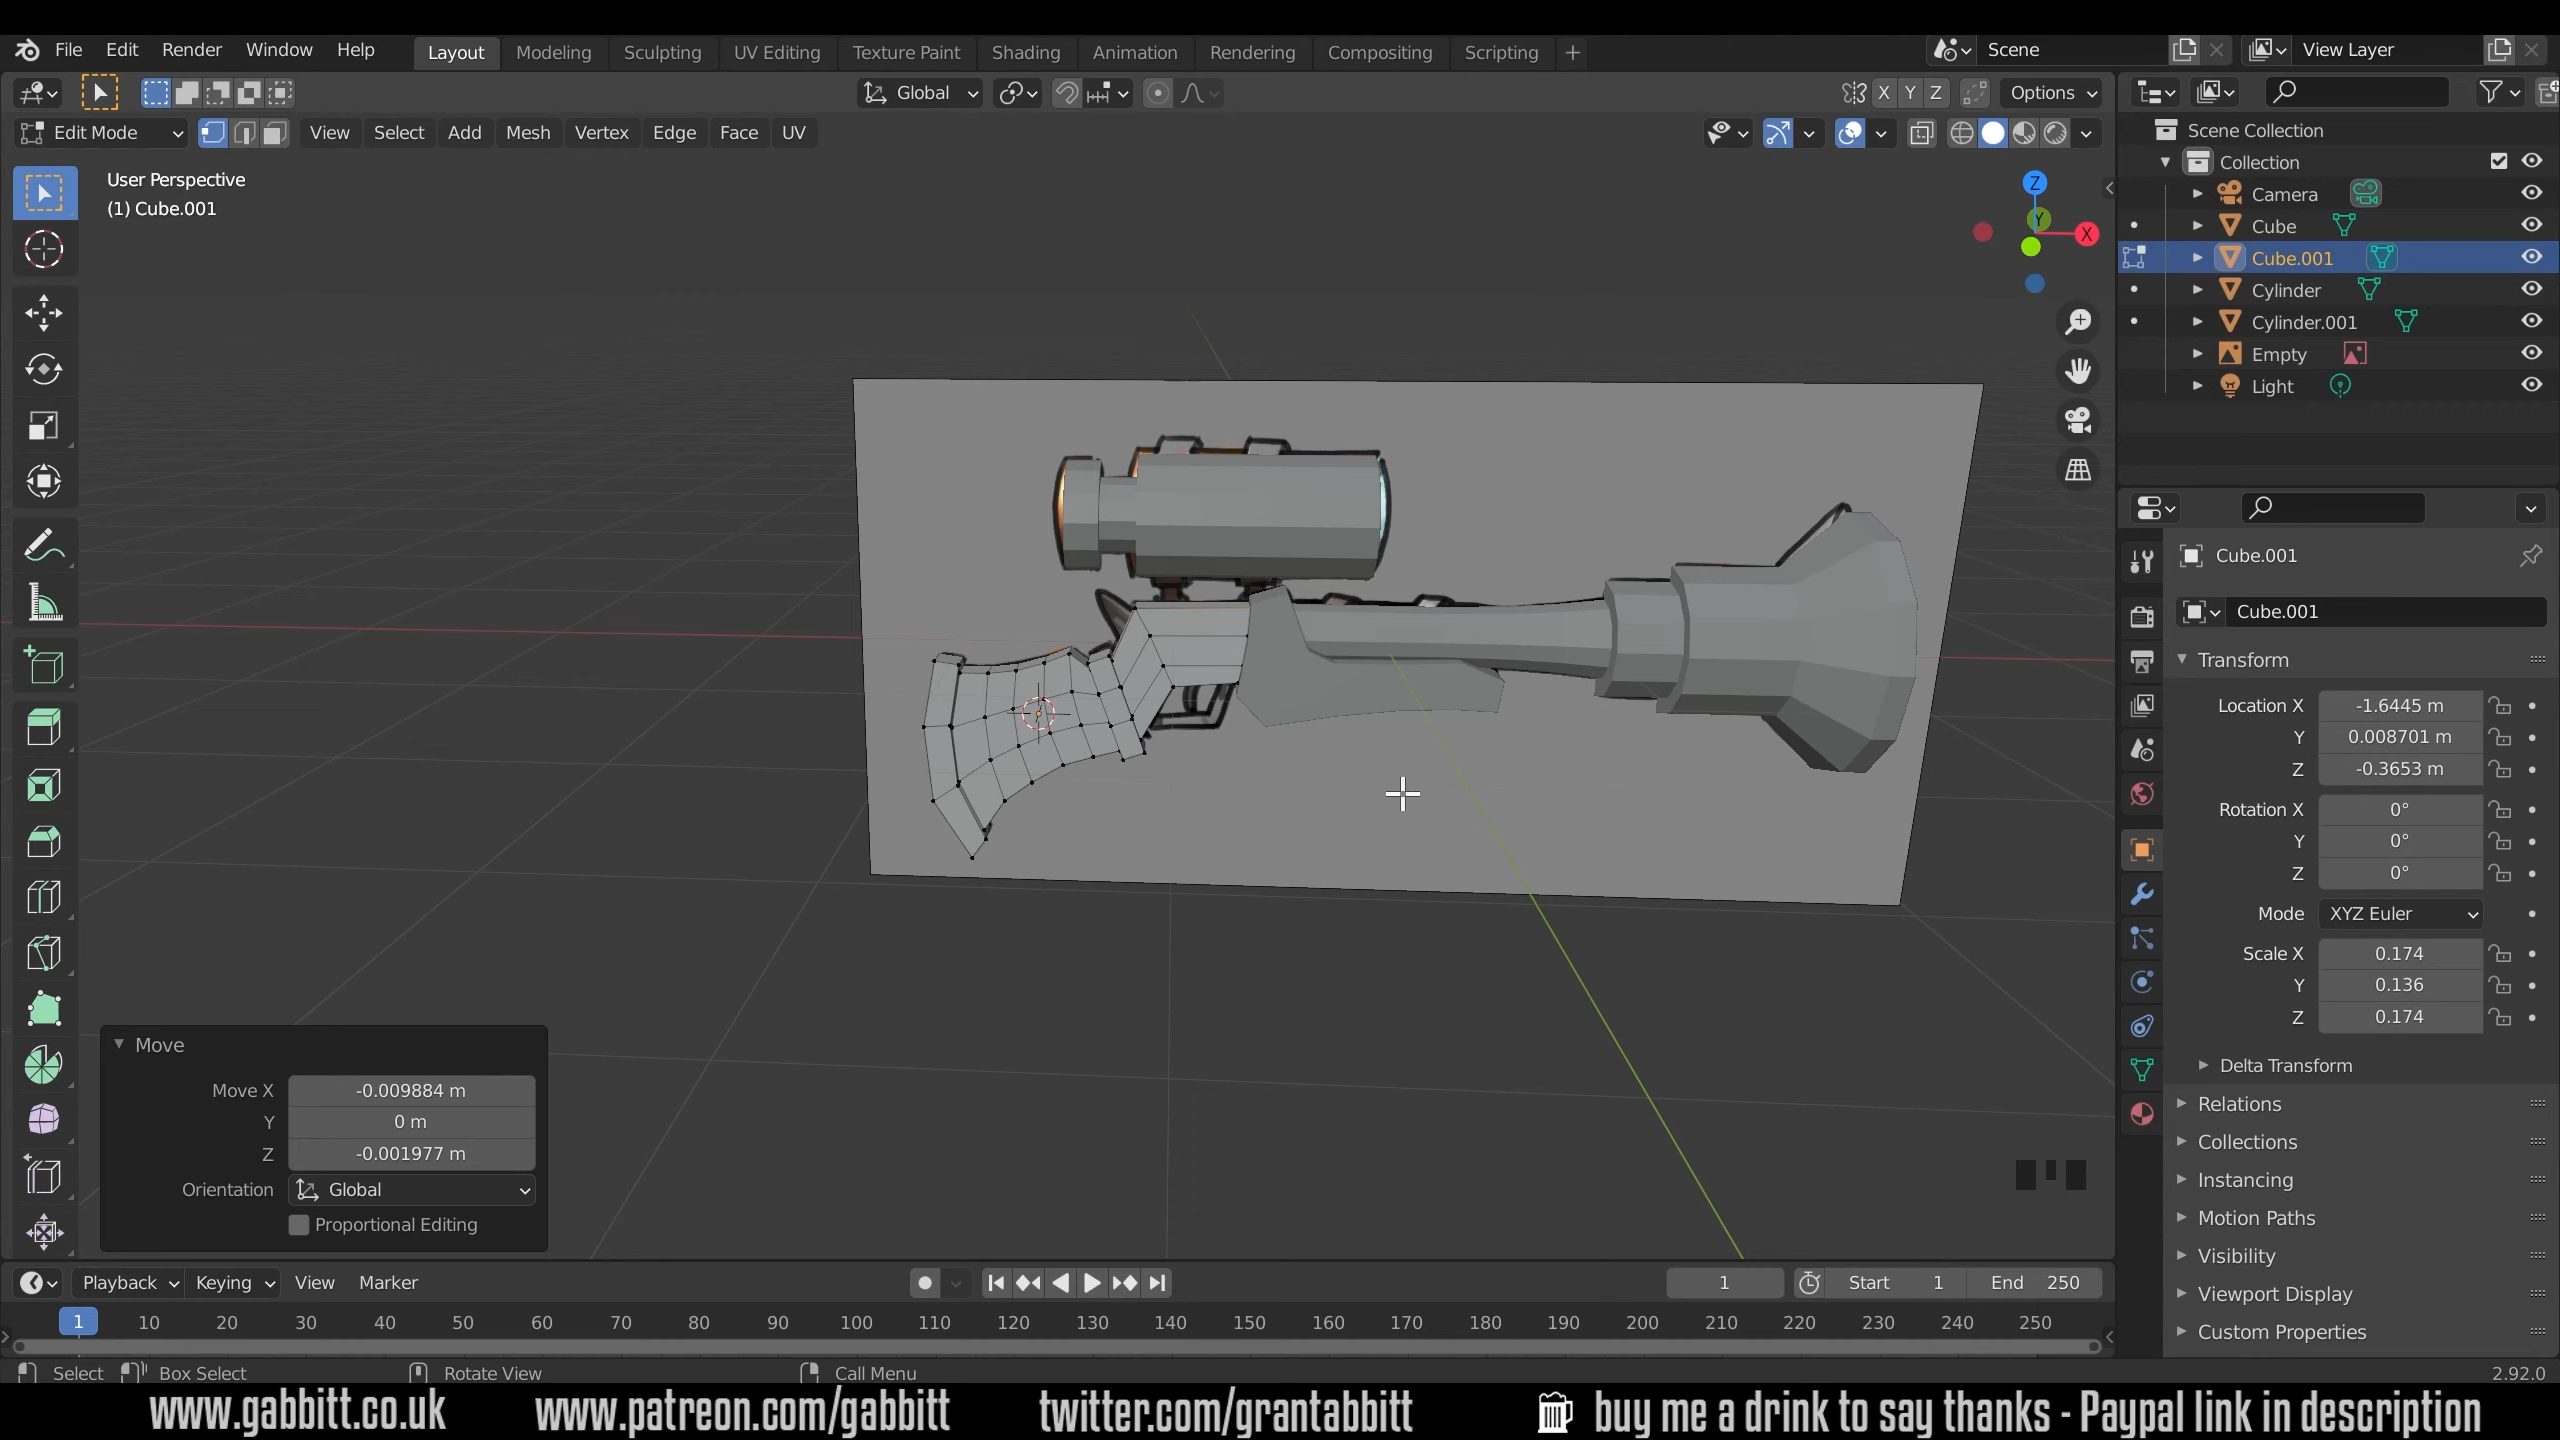 File Edit Render Window Help Layout Modeling Sculpting UV Editing Texture Paint Shading Animation Rendering Compositing Scripting + Scene View Layer
Global X Y Z Options
Edit Mode View Select Add Mesh Vertex Edge Face UV
User Perspective
(1) Cube.001
Z
Y
X
Scene Collection
Collection
Camera
Cube
Cube.001
Cylinder
Cylinder.001
Empty
Light
Cube.001
Cube.001
Transform
Location X -1.6445 m
Y 0.008701 m
Z -0.3653 m
Rotation X 0°
Y 0°
Z 0°
Mode XYZ Euler
Scale X 0.174
Y 0.136
Z 0.174
Delta Transform
Relations
Collections
Instancing
Motion Paths
Visibility
Viewport Display
Custom Properties
Move
Move X -0.009884 m
Y 0 m
Z -0.001977 m
Orientation Global
Proportional Editing
Playback Keying View Marker 1 Start 1 End 250
1 10 20 30 40 50 60 70 80 90 100 110 120 130 140 150 160 170 180 190 200 210 220 230 240 250
Select Box Select Rotate View Call Menu 2.92.0
www.gabbitt.co.uk www.patreon.com/gabbitt twitter.com/grantabbitt buy me a drink to say thanks - Paypal link in description